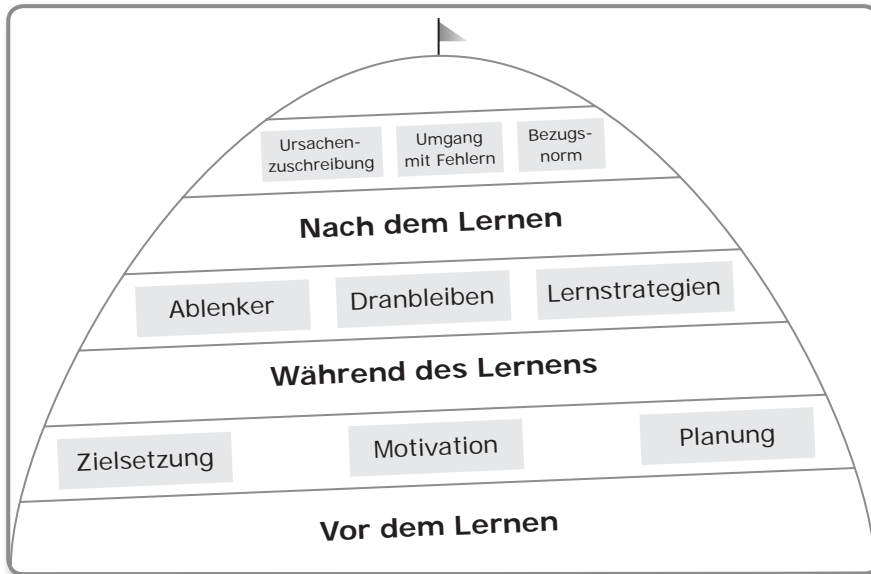 Ursachen-
zuschreibung
Umgang
mit Fehlern
Bezugs-
norm
Nach dem Lernen
Ablenker
Dranbleiben
Lernstrategien
Während des Lernens
Zielsetzung
Motivation
Planung
Vor dem Lernen